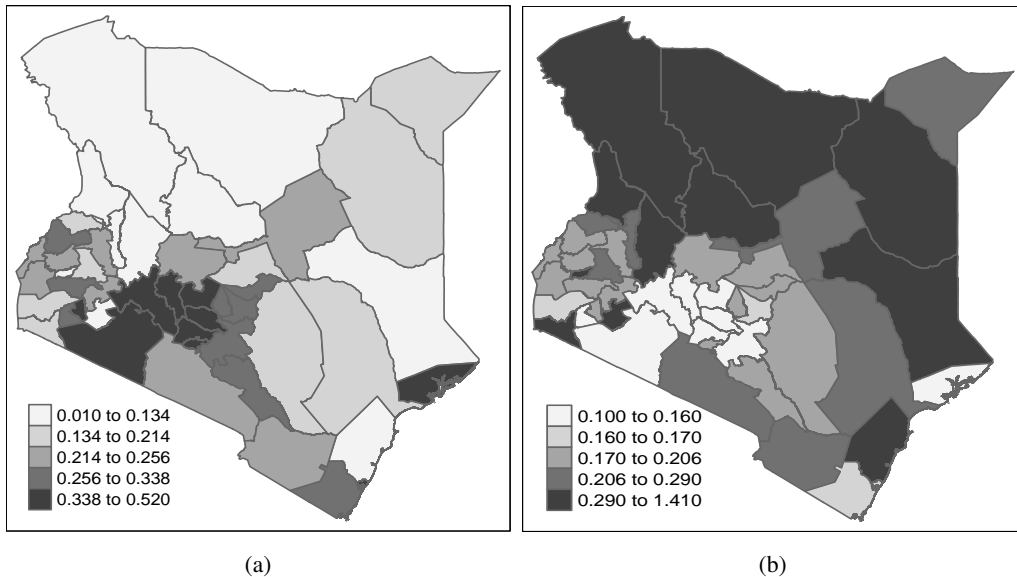 0.010 to 0.134
0.134 to 0.214
0.214 to 0.256
0.256 to 0.338
0.338 to 0.520
0.100 to 0.160
0.160 to 0.170
0.170 to 0.206
0.206 to 0.290
0.290 to 1.410
(a)
(b)